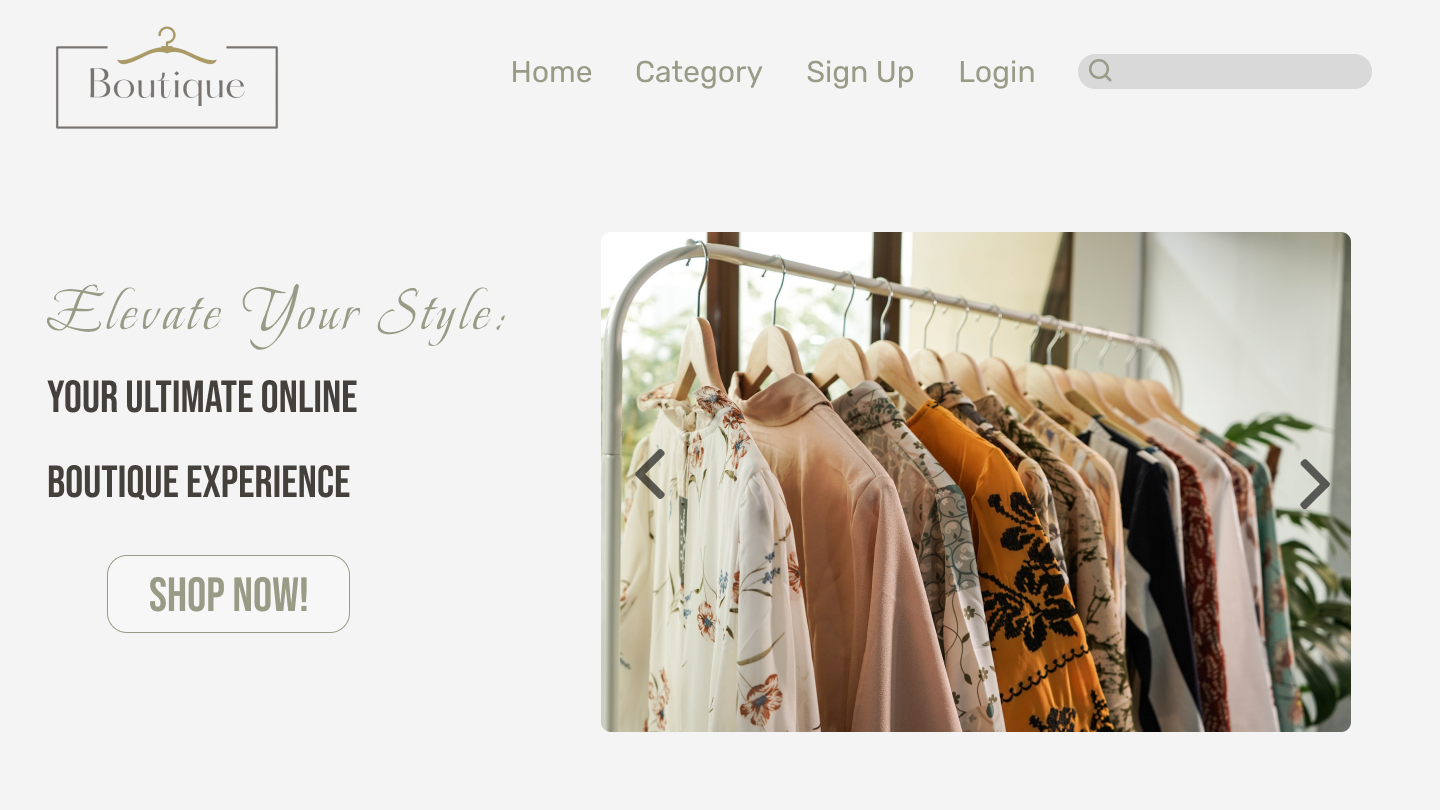 Boutique
Home Category Sign Up Login
Elevate Your Style:
YOUR ULTIMATE ONLINE
BOUTIQUE EXPERIENCE
SHOP NOW!